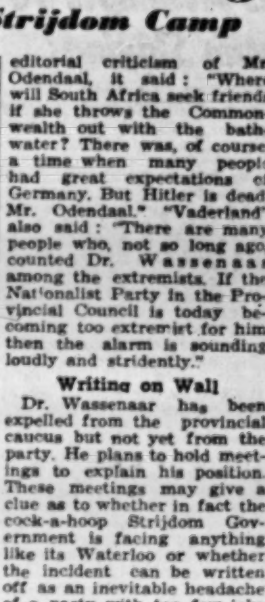 Strijdom Camp
editorial criticism of Mr
Odendaal, it said : "Wher
will South Africa seek friend
if she throws the Common
wealth out with the bath
water? There was, of course
a time when many peopl
had great expectations o
Germany. But Hitler is dead
Mr. Odendaal." "Vaderland"
also said : "There are many
people who, not so long ago
counted Dr. Wassenaar
among the extremists. If the
Nationalist Party in the Pro-
vincial Council is today be-
coming too extremist for him
then the alarm is sounding
loudly and stridently."
Writing on Wall
Dr. Wassenaar has been
expelled from the provincial
caucus but not yet from the
party. He plans to hold meet-
ings to explain his position.
These meetings may give a
clue as to whether in fact the
cock-a-hoop Strijdom Gov-
ernment is facing anything
like its Waterloo or whether
the incident can be written
off as an inevitable headache